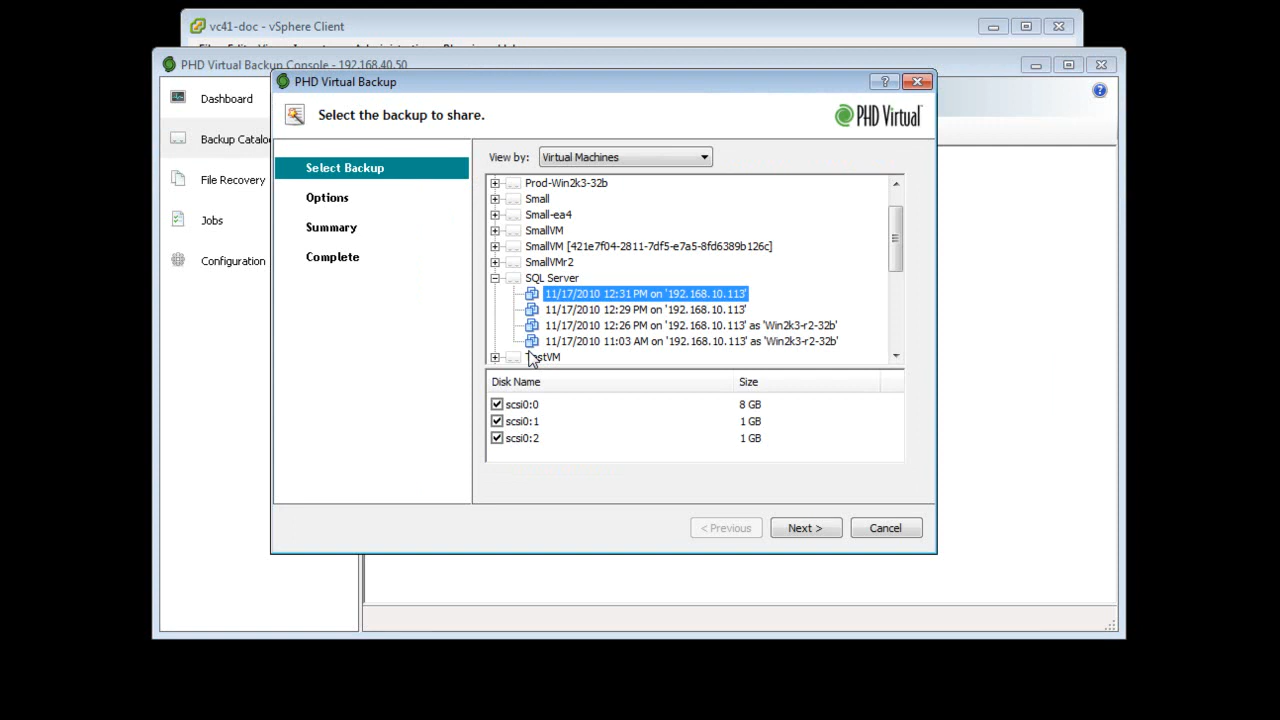 vc41-doc - vSphere Client
PHD Virtual Backup Console - 192.168.40.50
PHD Virtual Backup
Dashboard
Select the backup to share.
PHD Virtual
Backup Catalo
Select Backup
View by:
Virtual Machines
File Recovery
Options
Prod-Win2k3-32b
Small
Jobs
Summary
Small-ea4
SmallVM
Configuration
Complete
SmallVM [421e7f04-2811-7df5-e7a5-8fd6389b126c]
SmallVMr2
SQL Server
11/17/2010 12:31 PM on '192.168.10.113'
11/17/2010 12:29 PM on '192.168.10.113'
11/17/2010 12:26 PM on '192.168.10.113' as 'Win2k3-r2-32b'
11/17/2010 11:03 AM on '192.168.10.113' as 'Win2k3-r2-32b'
TestVM
Disk Name Size
scsi0:0 8 GB
scsi0:1 1 GB
scsi0:2 1 GB
< Previous Next > Cancel